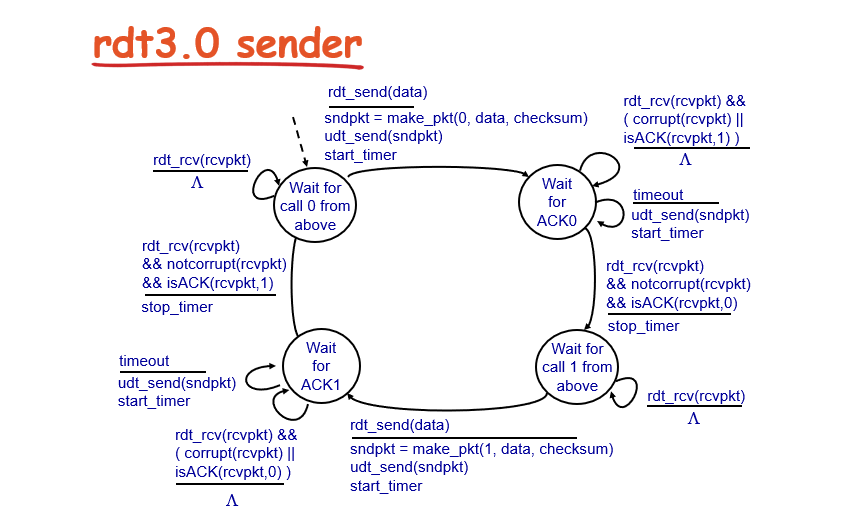 rdt3.0 sender
rdt_send(data)
sndpkt = make_pkt(0, data, checksum)
udt_send(sndpkt)
start_timer
rdt_rcv(rcvpkt) &&
( corrupt(rcvpkt) ||
isACK(rcvpkt,1) )
Λ
rdt_rcv(rcvpkt)
Λ
Wait for
call 0 from
above
Wait
for
ACK0
timeout
udt_send(sndpkt)
start_timer
rdt_rcv(rcvpkt)
&& notcorrupt(rcvpkt)
&& isACK(rcvpkt,1)
stop_timer
rdt_rcv(rcvpkt)
&& notcorrupt(rcvpkt)
&& isACK(rcvpkt,0)
stop_timer
timeout
udt_send(sndpkt)
start_timer
Wait
for
ACK1
Wait for
call 1 from
above
rdt_rcv(rcvpkt)
Λ
rdt_rcv(rcvpkt) &&
( corrupt(rcvpkt) ||
isACK(rcvpkt,0) )
Λ
rdt_send(data)
sndpkt = make_pkt(1, data, checksum)
udt_send(sndpkt)
start_timer